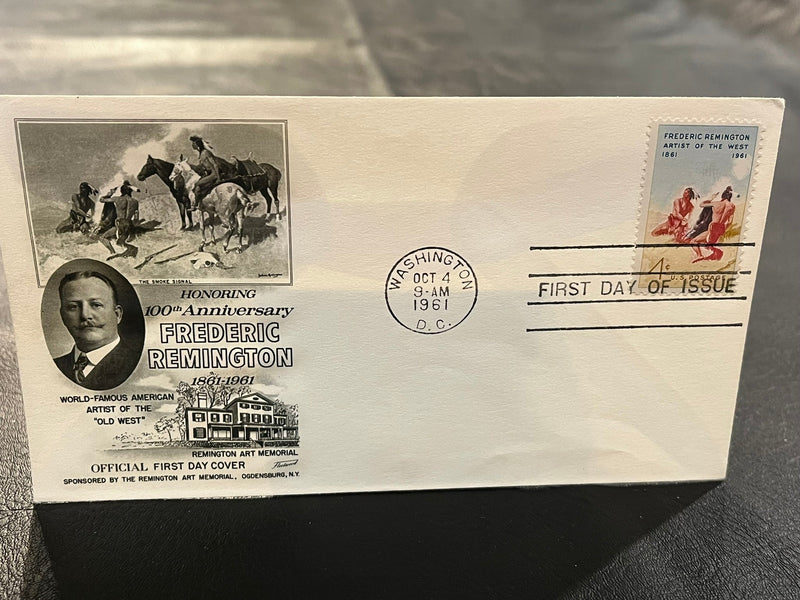 THE SMOKE SIGNAL
HONORING
100th Anniversary
FREDERIC
REMINGTON
1861-1961
WORLD-FAMOUS AMERICAN
ARTIST OF THE
"OLD WEST"
REMINGTON ART MEMORIAL
Fleetwood
OFFICIAL FIRST DAY COVER
SPONSORED BY THE REMINGTON ART MEMORIAL, OGDENSBURG, N.Y.
WASHINGTON
OCT 4
9-AM
1961
D.C.
FREDERIC REMINGTON
ARTIST OF THE WEST
1861 1961
4¢ U.S. POSTAGE
FIRST DAY OF ISSUE